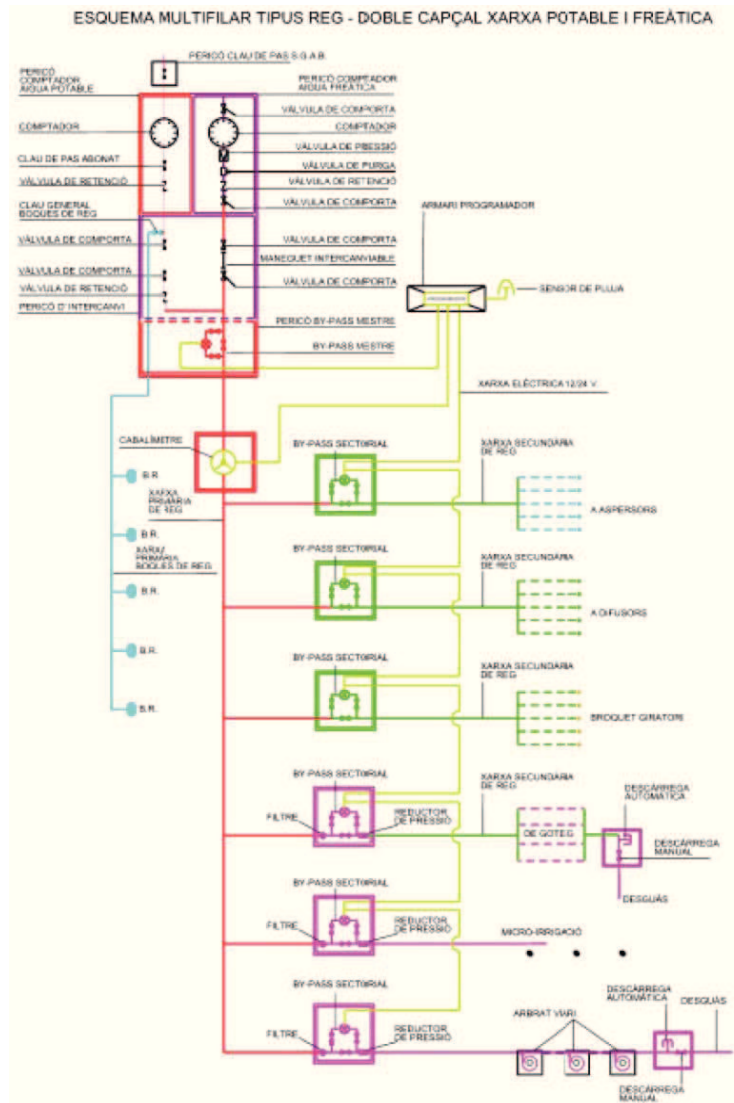 ESQUEMA MULTIFILAR TIPUS REG - DOBLE CAPÇAL XARXA POTABLE I FREÀTICA
PERICÓ CLAU DE PAS S.G.A.B.
PERICÓ
COMPTADOR
AIGUA POTABLE
PERICÓ COMPTADOR
AIGUA FREÀTICA
VÀLVULA DE COMPORTA
COMPTADOR
COMPTADOR
VÀLVULA DE PRESSIÓ
CLAU DE PAS ABONAT
VÀLVULA DE PURGA
VÀLVULA DE RETENCIÓ
VÀLVULA DE RETENCIÓ
CLAU GENERAL
BOQUES DE REG
VÀLVULA DE COMPORTA
ARMARI PROGRAMADOR
VÀLVULA DE COMPORTA
VÀLVULA DE COMPORTA
MANEGUET INTERCANVIABLE
VÀLVULA DE COMPORTA
VÀLVULA DE COMPORTA
VÀLVULA DE RETENCIÓ
SENSOR DE PLUJA
PERICÓ D' INTERCANVI
PERICÓ BY-PASS MESTRE
BY-PASS MESTRE
XARXA ELÈCTRICA 12/24 V.
CABALÍMETRE
BY-PASS SECTORIAL
XARXA SECUNDÀRIA
DE REG
B.R.
XARXA
PRIMÀRIA
DE REG
A ASPERSORS
B.R.
XARXA
PRIMÀRIA
BOQUES DE REG
BY-PASS SECTORIAL
XARXA SECUNDÀRIA
DE REG
B.R.
A DIFUSORS
B.R.
BY-PASS SECTORIAL
XARXA SECUNDÀRIA
DE REG
B.R.
BROQUET GIRATORI
BY-PASS SECTORIAL
XARXA SECUNDÀRIA
DE REG
DESCÀRREGA
AUTOMÀTICA
FILTRE
REDUCTOR
DE PRESSIÓ
DE GOTEG
DESCÀRREGA
MANUAL
DESGUÀS
BY-PASS SECTORIAL
FILTRE
REDUCTOR
DE PRESSIÓ
MICRO-IRRIGACIÓ
BY-PASS SECTORIAL
DESCÀRREGA
AUTOMÀTICA
DESGUÀS
ARBRAT VIARI
FILTRE
REDUCTOR
DE PRESSIÓ
DESCÀRREGA
MANUAL